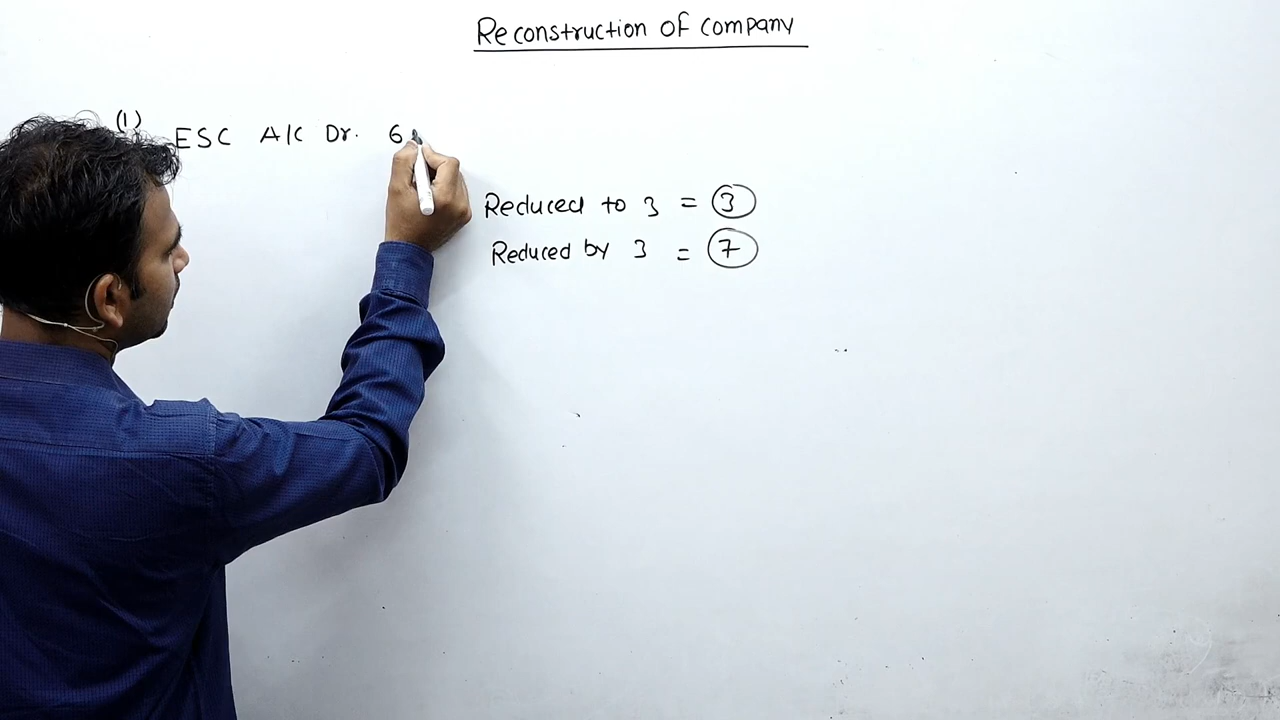 Reconstruction of company
(1)
ESC A/C Dr. 6
Reduced to 3 = 3
Reduced by 3 = 7